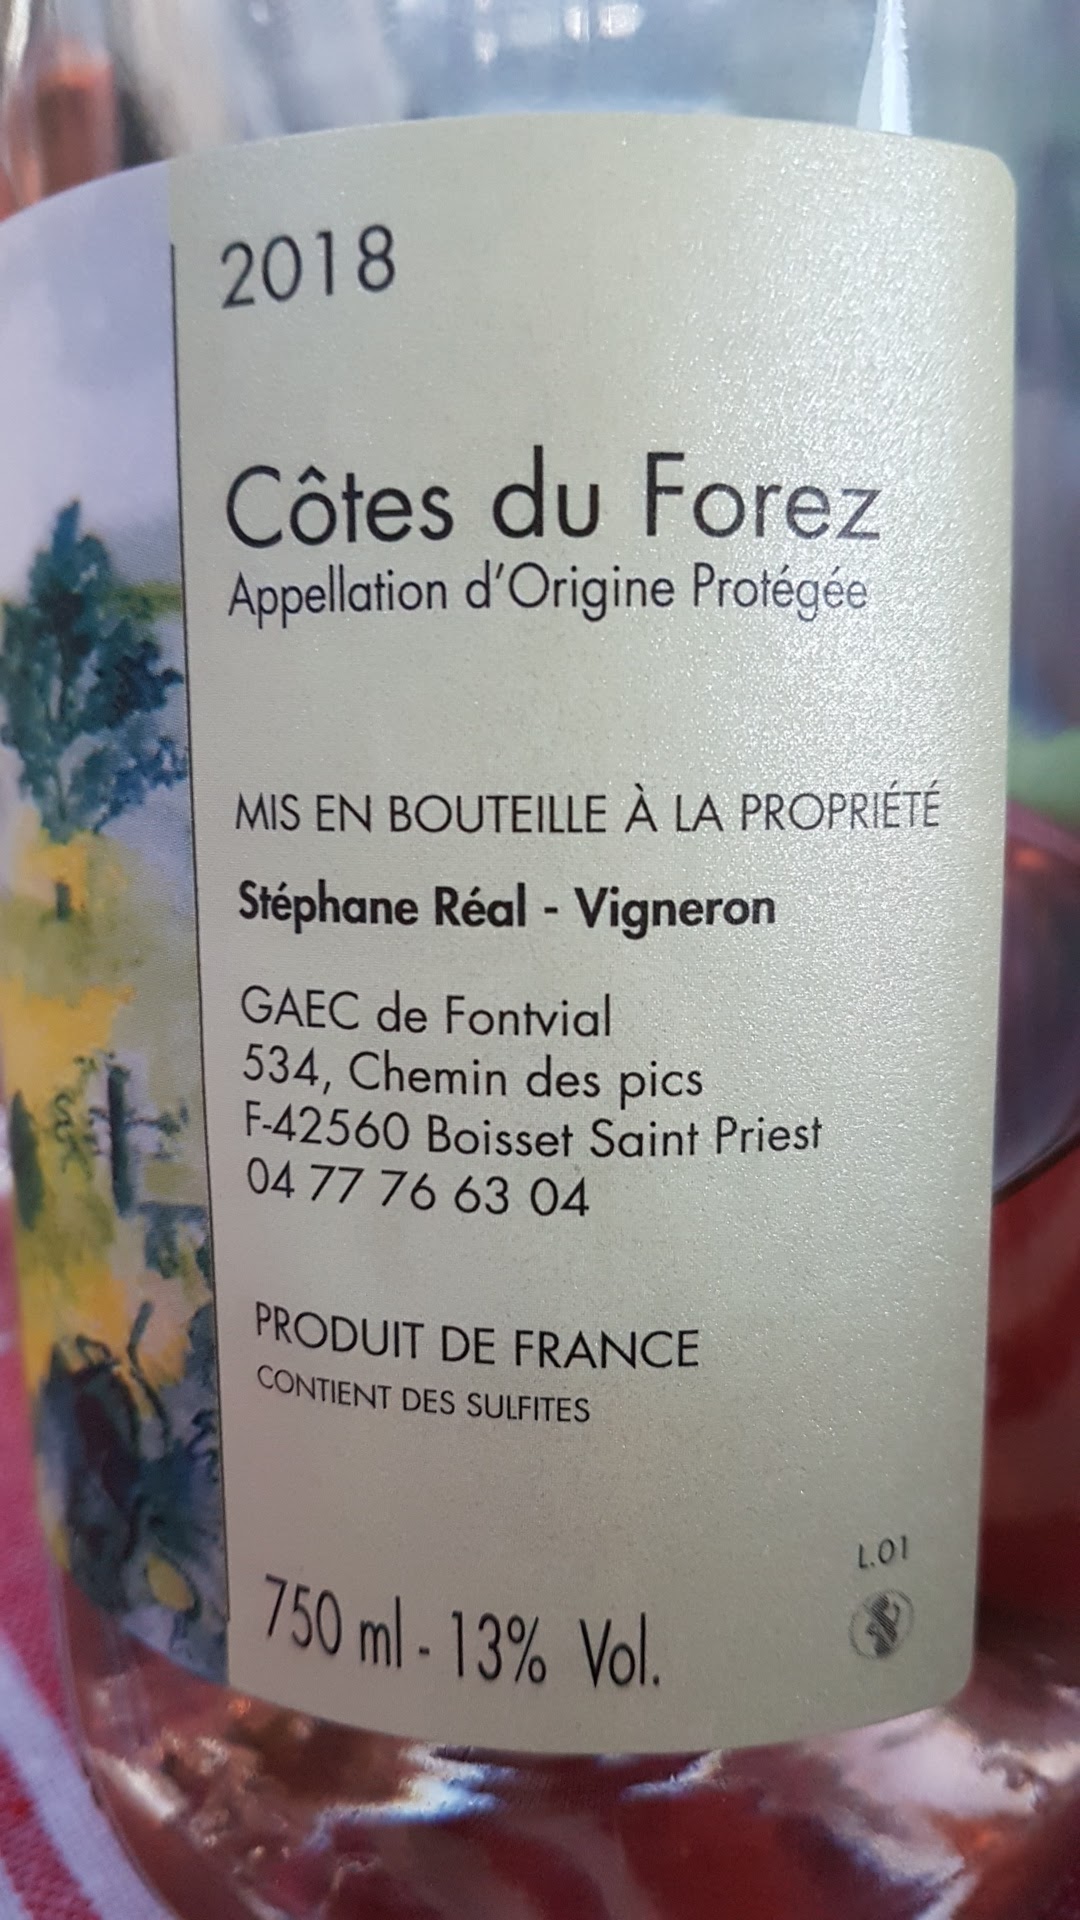 2018
Côtes du Forez
Appellation d'Origine Protégée
MIS EN BOUTEILLE À LA PROPRIÉTÉ
Stéphane Réal - Vigneron
GAEC de Fontvial
534, Chemin des pics
F-42560 Boisset Saint Priest
04 77 76 63 04
PRODUIT DE FRANCE
CONTIENT DES SULFITES
L.01
750 ml - 13% Vol.